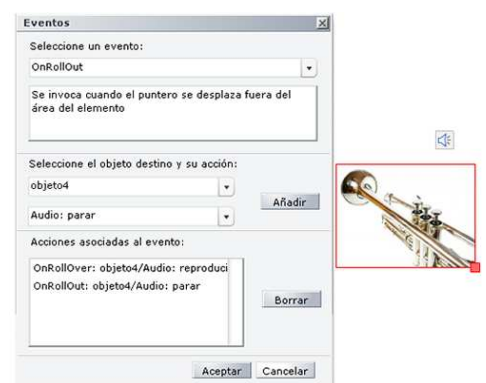 Eventos
Seleccione un evento:
OnRollOut
Se invoca cuando el puntero se desplaza fuera del
área del elemento
Seleccione el objeto destino y su acción:
objeto4
Añadir
Audio: parar
Acciones asociadas al evento:
OnRollOver: objeto4/Audio: reproduci
OnRollOut: objeto4/Audio: parar
Borrar
Aceptar Cancelar